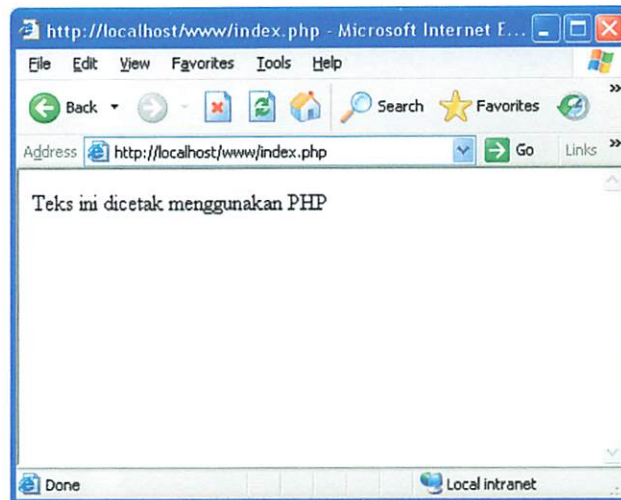 http://localhost/www/index.php - Microsoft Internet E...
File Edit View Favorites Tools Help
Back Search Favorites »
Address http://localhost/www/index.php Go Links »
Teks ini dicetak menggunakan PHP
Done Local intranet